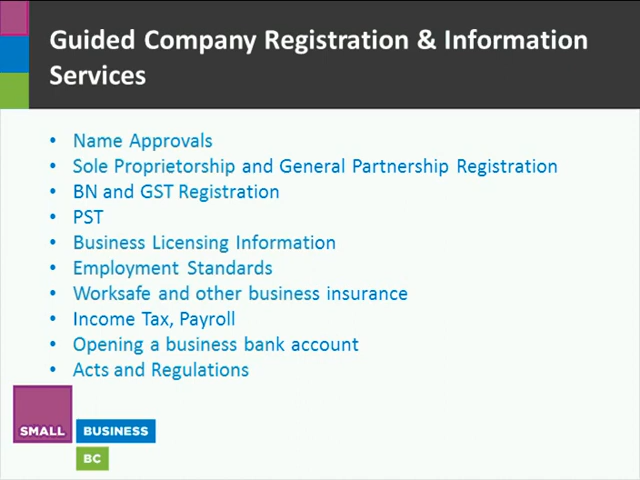 Guided Company Registration & Information
Services
• Name Approvals
• Sole Proprietorship and General Partnership Registration
• BN and GST Registration
• PST
• Business Licensing Information
• Employment Standards
• Worksafe and other business insurance
• Income Tax, Payroll
• Opening a business bank account
• Acts and Regulations
SMALL BUSINESS
BC